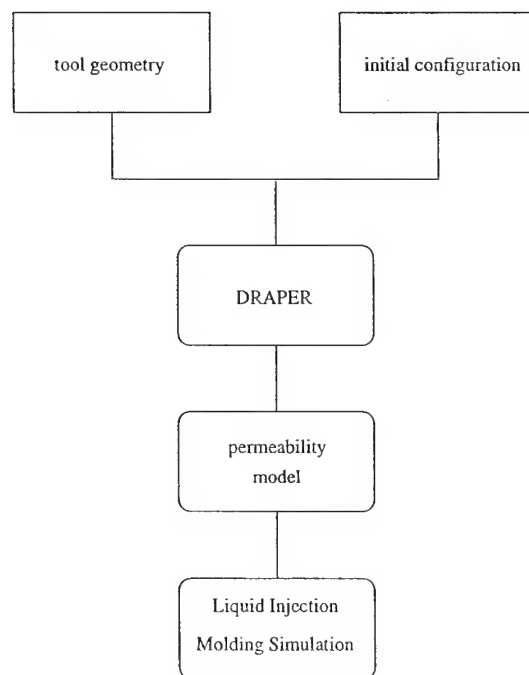 tool geometry
initial configuration
DRAPER
permeability
model
Liquid Injection
Molding Simulation